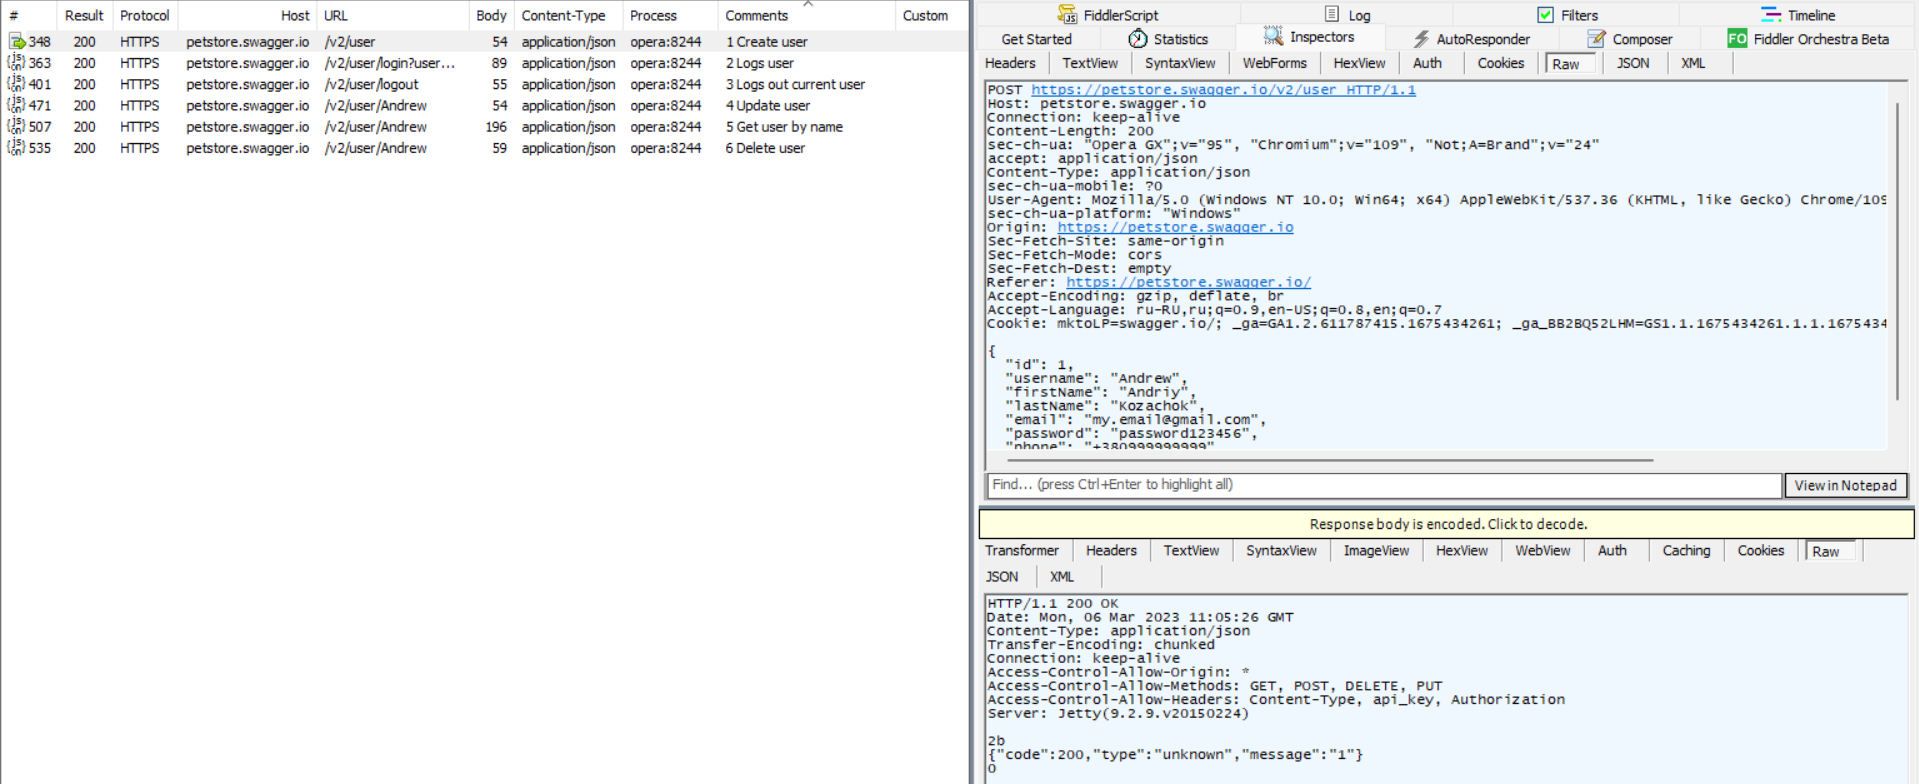 # Result Protocol Host URL Body Content-Type Process Comments Custom
348 200 HTTPS petstore.swagger.io /v2/user 54 application/json opera:8244 1 Create user
363 200 HTTPS petstore.swagger.io /v2/user/login?user... 89 application/json opera:8244 2 Logs user
401 200 HTTPS petstore.swagger.io /v2/user/logout 55 application/json opera:8244 3 Logs out current user
471 200 HTTPS petstore.swagger.io /v2/user/Andrew 54 application/json opera:8244 4 Update user
507 200 HTTPS petstore.swagger.io /v2/user/Andrew 196 application/json opera:8244 5 Get user by name
535 200 HTTPS petstore.swagger.io /v2/user/Andrew 59 application/json opera:8244 6 Delete user
FiddlerScript Log Filters Timeline
Get Started Statistics Inspectors AutoResponder Composer FO Fiddler Orchestra Beta
Headers TextView SyntaxView WebForms HexView Auth Cookies Raw JSON XML
POST https://petstore.swagger.io/v2/user HTTP/1.1
Host: petstore.swagger.io
Connection: keep-alive
Content-Length: 200
sec-ch-ua: "Opera GX";v="95", "Chromium";v="109", "Not;A=Brand";v="24"
accept: application/json
Content-Type: application/json
sec-ch-ua-mobile: ?0
User-Agent: Mozilla/5.0 (Windows NT 10.0; Win64; x64) AppleWebKit/537.36 (KHTML, like Gecko) Chrome/109
sec-ch-ua-platform: "Windows"
Origin: https://petstore.swagger.io
Sec-Fetch-Site: same-origin
Sec-Fetch-Mode: cors
Sec-Fetch-Dest: empty
Referer: https://petstore.swagger.io/
Accept-Encoding: gzip, deflate, br
Accept-Language: ru-RU,ru;q=0.9,en-US;q=0.8,en;q=0.7
Cookie: mktoLP=swagger.io/; _ga=GA1.2.611787415.1675434261; _ga_BB2BQ52LHM=GS1.1.1675434261.1.1.1675434
{
"id": 1,
"username": "Andrew",
"firstName": "Andriy",
"lastName": "Kozachok",
"email": "my.email@gmail.com",
"password": "password123456",
"phone": "+380999999999"
Find... (press Ctrl+Enter to highlight all) View in Notepad
Response body is encoded. Click to decode.
Transformer Headers TextView SyntaxView ImageView HexView WebView Auth Caching Cookies Raw
JSON XML
HTTP/1.1 200 OK
Date: Mon, 06 Mar 2023 11:05:26 GMT
Content-Type: application/json
Transfer-Encoding: chunked
Connection: keep-alive
Access-Control-Allow-Origin: *
Access-Control-Allow-Methods: GET, POST, DELETE, PUT
Access-Control-Allow-Headers: Content-Type, api_key, Authorization
Server: Jetty(9.2.9.v20150224)
2b
{"code":200,"type":"unknown","message":"1"}
0